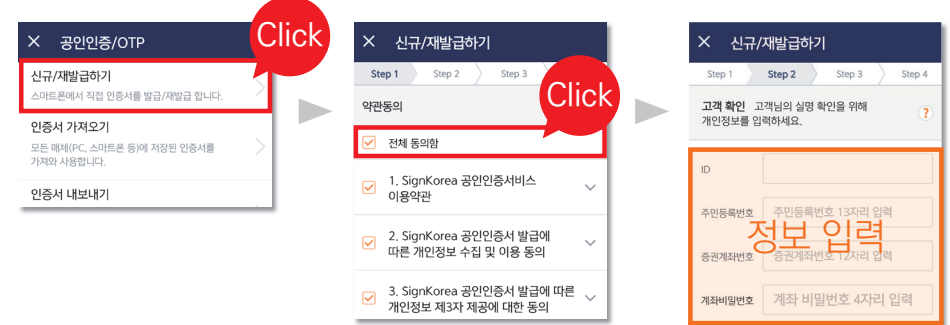 공인인증/OTP
Click
신규/재발급하기
스마트폰에서 직접 인증서를 발급/재발급 합니다.
인증서 가져오기
모든 매체(PC, 스마트폰 등)에 저장된 인증서를
가져와 사용합니다.
인증서 내보내기
신규/재발급하기
Step 1 Step 2 Step 3
Click
약관동의
전체 동의함
1. SignKorea 공인인증서비스
이용약관
2. SignKorea 공인인증서 발급에
따른 개인정보 수집 및 이용 동의
3. SignKorea 공인인증서 발급에 따른
개인정보 제3자 제공에 대한 동의
신규/재발급하기
Step 1 Step 2 Step 3 Step 4
고객 확인 고객님의 실명 확인을 위해
개인정보를 입력하세요.
?
ID
주민등록번호 주민등록번호 13자리 입력
정보 입력
증권계좌번호 증권계좌번호 12자리 입력
계좌비밀번호 계좌 비밀번호 4자리 입력